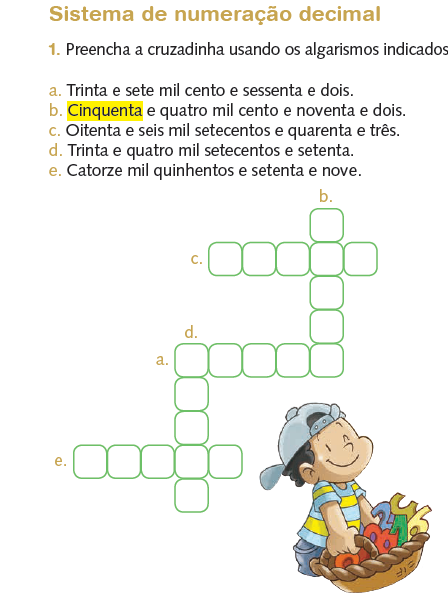 Sistema de numeração decimal
1. Preencha a cruzadinha usando os algarismos indicados
a. Trinta e sete mil cento e sessenta e dois.
b. Cinquenta e quatro mil cento e noventa e dois.
c. Oitenta e seis mil setecentos e quarenta e três.
d. Trinta e quatro mil setecentos e setenta.
e. Catorze mil quinhentos e setenta e nove.
b.
c.
d.
a.
e.